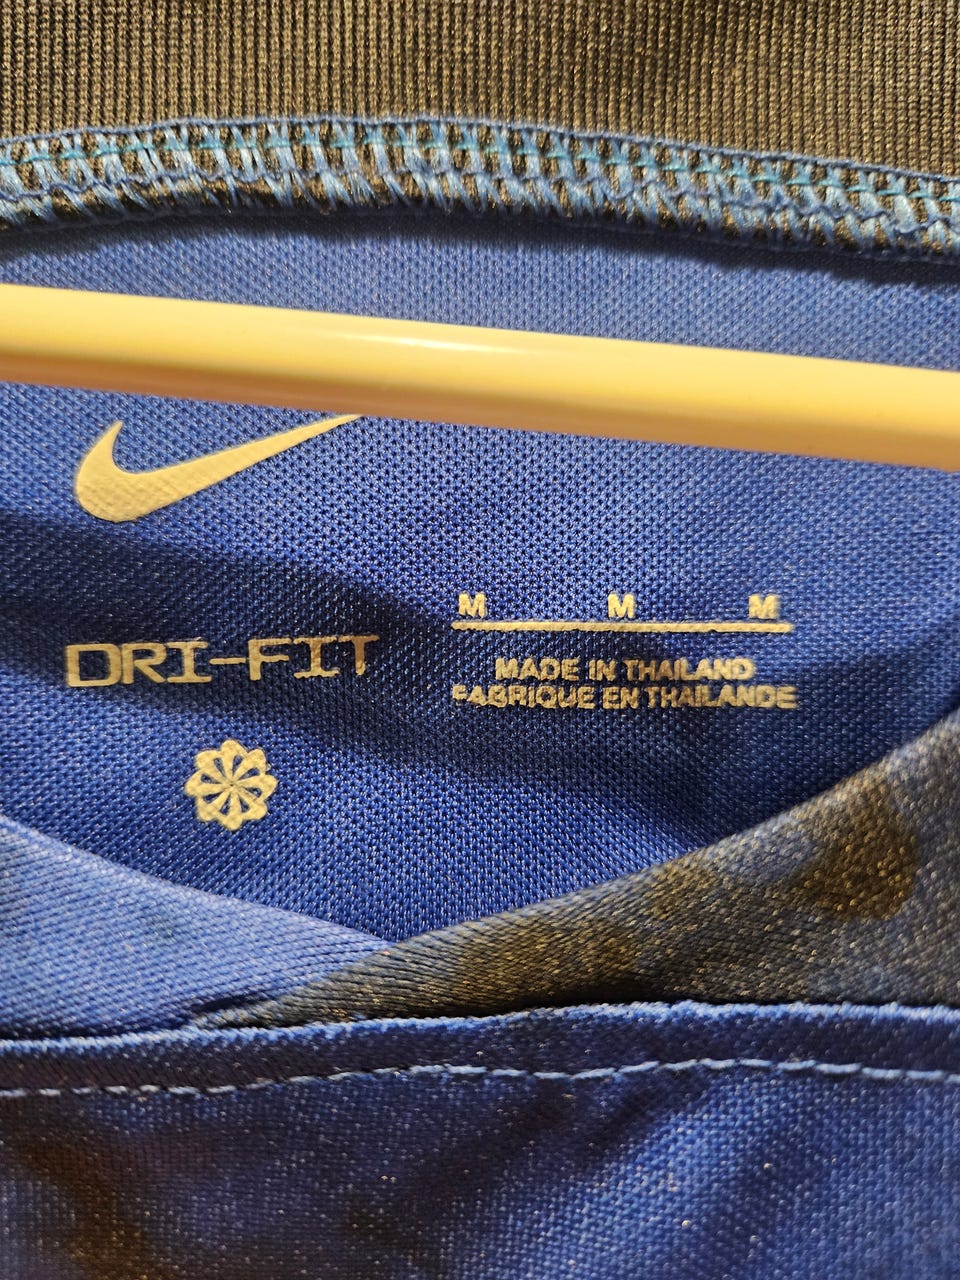 M M M
DRI-FIT
MADE IN THAILAND
FABRIQUE EN THAILANDE